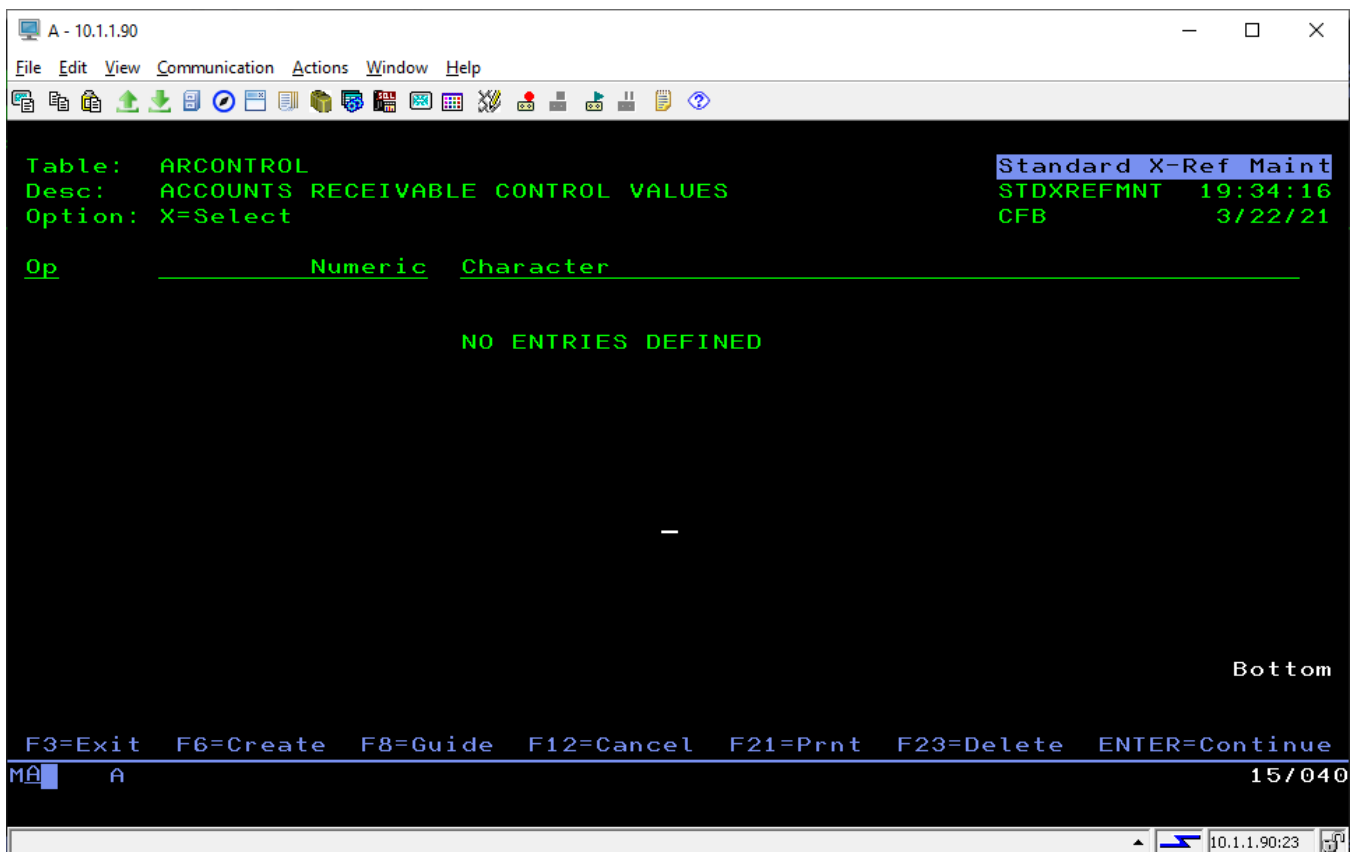 A - 10.1.1.90
File Edit View Communication Actions Window Help
Table: ARCONTROL Standard X-Ref Maint
Desc: ACCOUNTS RECEIVABLE CONTROL VALUES STDXREFMNT 19:34:16
Option: X=Select CFB 3/22/21
Op Numeric Character
NO ENTRIES DEFINED
Bottom
F3=Exit F6=Create F8=Guide F12=Cancel F21=Prnt F23=Delete ENTER=Continue
MA A 15/040
10.1.1.90:23